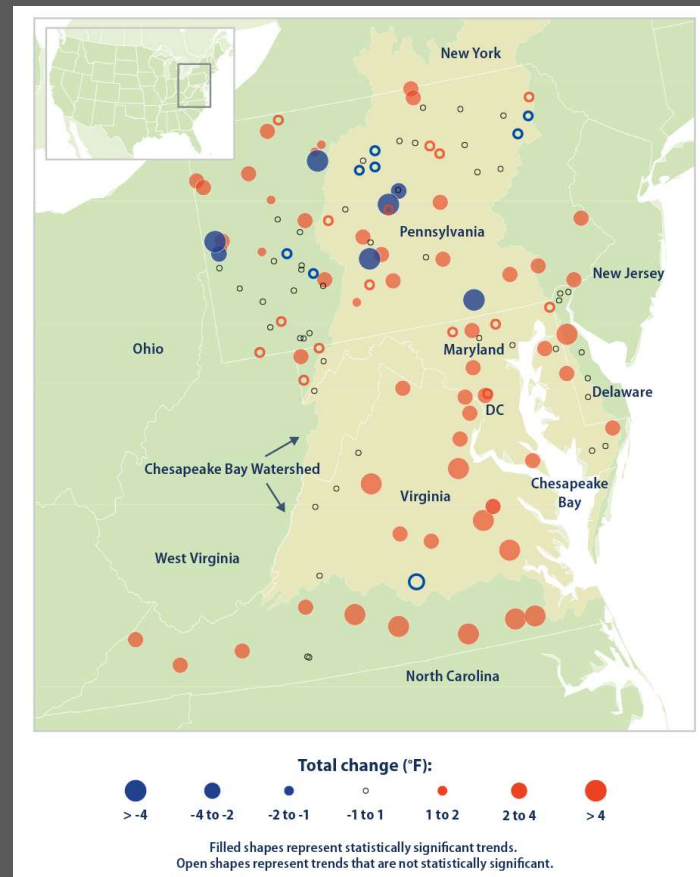 New York
Pennsylvania
New Jersey
Ohio
Maryland
Delaware
DC
Chesapeake Bay Watershed
Chesapeake
Bay
Virginia
West Virginia
North Carolina
Total change (°F):
> -4
-4 to -2
-2 to -1
-1 to 1
1 to 2
2 to 4
> 4
Filled shapes represent statistically significant trends.
Open shapes represent trends that are not statistically significant.